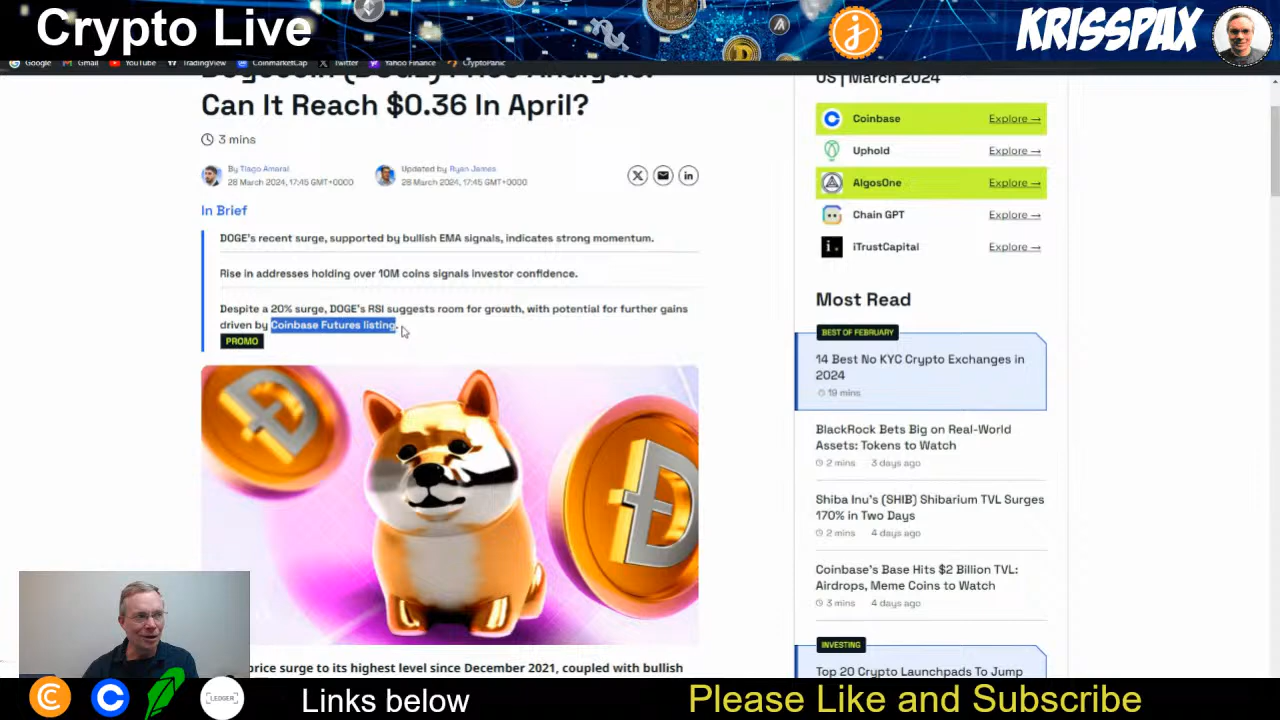 Crypto Live
KRISSPAX
Google
Gmail
YouTube
TradingView
CoinmarketCap
Twitter
Yahoo Finance
CryptoPanic
Dogecoin (DOGE) Price Analysis:
Can It Reach $0.36 In April?
3 mins
By Tiago Amaral
28 March 2024, 17:45 GMT+0000
Updated by Ryan James
28 March 2024, 17:45 GMT+0000
In Brief
DOGE's recent surge, supported by bullish EMA signals, indicates strong momentum.
Rise in addresses holding over 10M coins signals investor confidence.
Despite a 20% surge, DOGE's RSI suggests room for growth, with potential for further gains
driven by Coinbase Futures listing.
PROMO
price surge to its highest level since December 2021, coupled with bullish
US | March 2024
Coinbase Explore →
Uphold Explore →
AlgosOne Explore →
Chain GPT Explore →
iTrustCapital Explore →
Most Read
BEST OF FEBRUARY
14 Best No KYC Crypto Exchanges in
2024
19 mins
BlackRock Bets Big on Real-World
Assets: Tokens to Watch
2 mins 3 days ago
Shiba Inu's (SHIB) Shibarium TVL Surges
170% in Two Days
2 mins 4 days ago
Coinbase's Base Hits $2 Billion TVL:
Airdrops, Meme Coins to Watch
3 mins 4 days ago
INVESTING
Top 20 Crypto Launchpads To Jump
LEDGER
Links below
Please Like and Subscribe